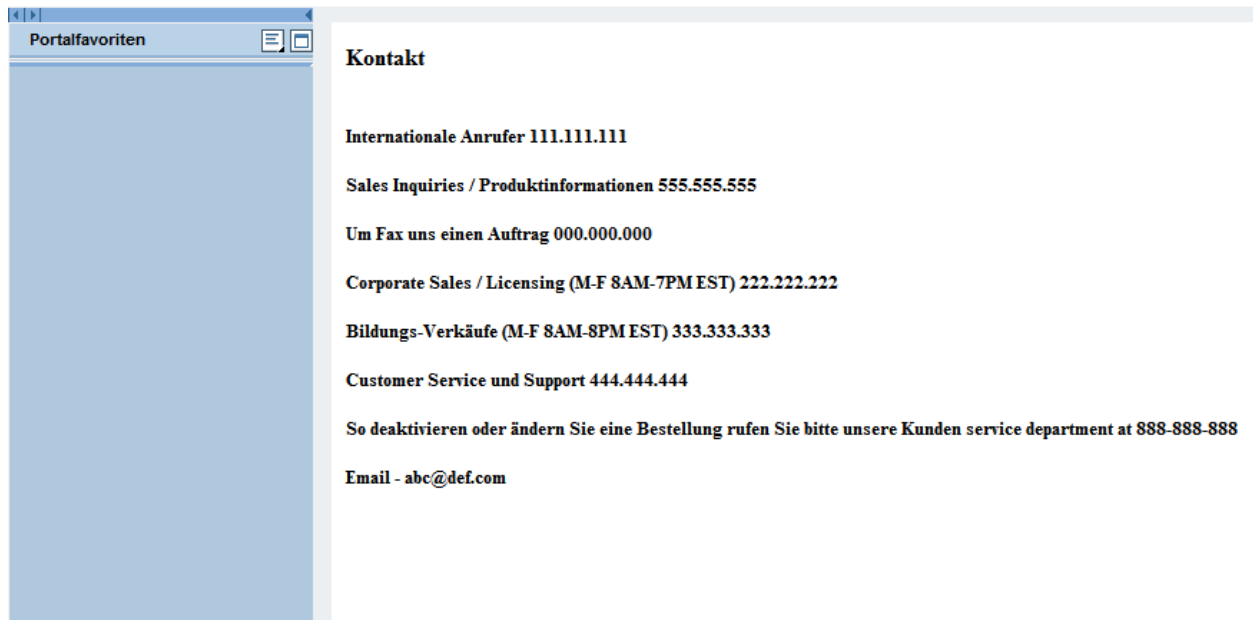 Portalfavoriten
Kontakt
Internationale Anrufer 111.111.111
Sales Inquiries / Produktinformationen 555.555.555
Um Fax uns einen Auftrag 000.000.000
Corporate Sales / Licensing (M-F 8AM-7PM EST) 222.222.222
Bildungs-Verkäufe (M-F 8AM-8PM EST) 333.333.333
Customer Service und Support 444.444.444
So deaktivieren oder ändern Sie eine Bestellung rufen Sie bitte unsere Kunden service department at 888-888-888
Email - abc@def.com